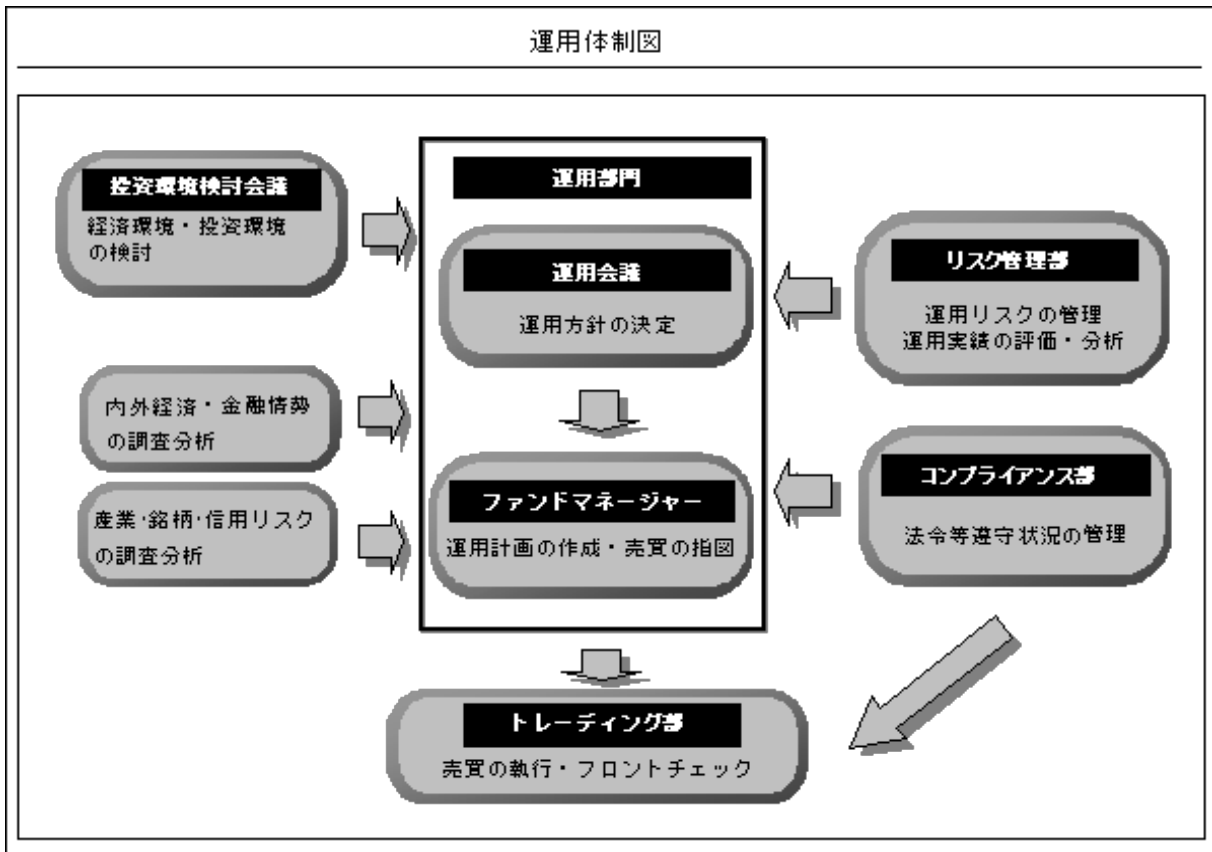 運用体制図
投資環境検討会議
経済環境・投資環境
の検討
内外経済・金融情勢
の調査分析
産業・銘柄・信用リスク
の調査分析
運用部門
運用会議
運用方針の決定
ファンドマネージャー
運用計画の作成・売買の指図
リスク管理部
運用リスクの管理
運用実績の評価・分析
コンプライアンス部
法令等遵守状況の管理
トレーディング部
売買の執行・フロントチェック